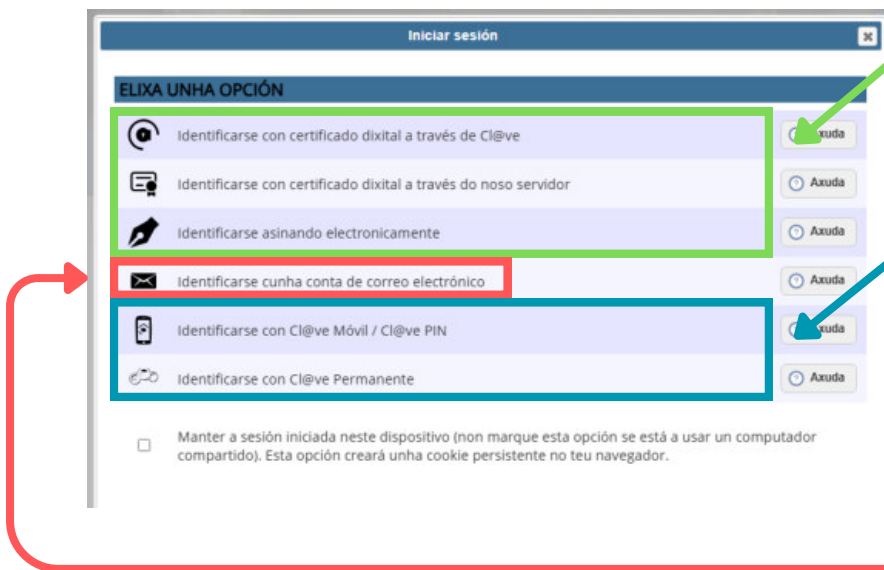 Iniciar sesión
ELIXA UNHA OPCIÓN
Identificarse con certificado dixital a través de Cl@ve
Identificarse con certificado dixital a través do noso servidor
Axuda
Identificarse asinando electronicamente
Axuda
Identificarse cunha conta de correo electrónico
Axuda
Identificarse con Cl@ve Móvil / Cl@ve PIN
Identificarse con Cl@ve Permanente
Axuda
Manter a sesión iniciada neste dispositivo (non marque esta opción se está a usar un computador
compartido). Esta opción creará unha cookie persistente no teu navegador.